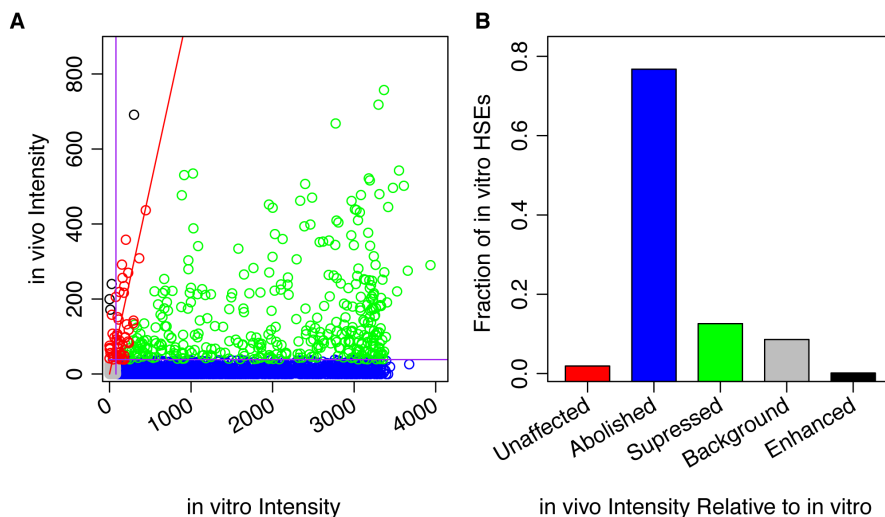 A
B
800
600
400
200
0
in vivo Intensity
0
1000
2000
3000
4000
in vitro Intensity
0.8
0.6
0.4
0.2
0.0
Fraction of in vitro HSEs
Unaffected
Abolished
Supressed
Background
Enhanced
in vivo Intensity Relative to in vitro